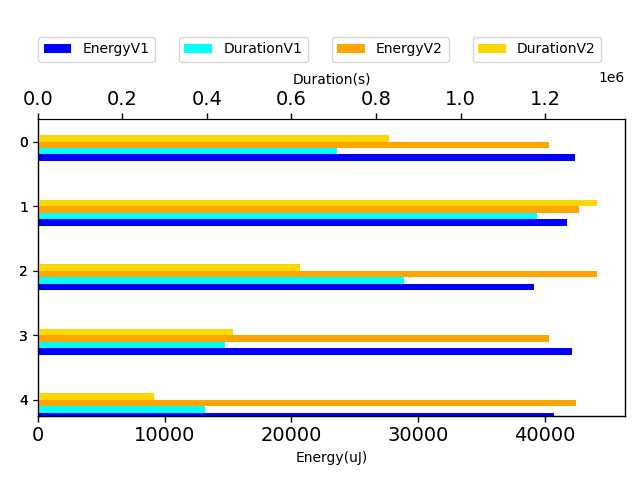 EnergyV1 DurationV1 EnergyV2 DurationV2
Duration(s)
1e6
0.0 0.2 0.4 0.6 0.8 1.0 1.2
0
1
2
3
4
0 10000 20000 30000 40000
Energy(uJ)